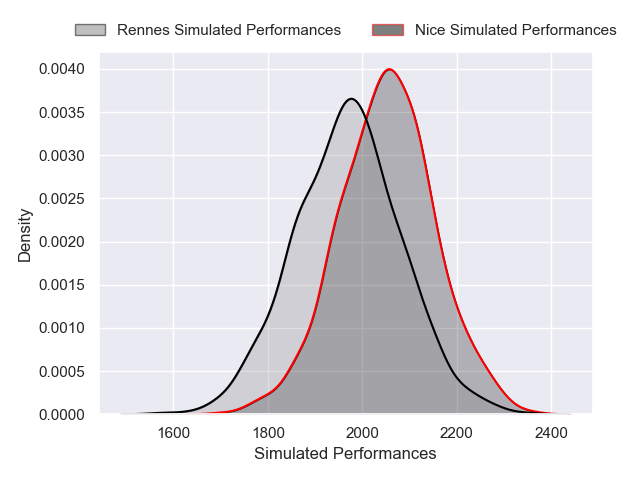 Rennes Simulated Performances Nice Simulated Performances
0.0040
0.0035
0.0030
0.0025
0.0020
0.0015
0.0010
0.0005
0.0000
Density
1600 1800 2000 2200 2400
Simulated Performances